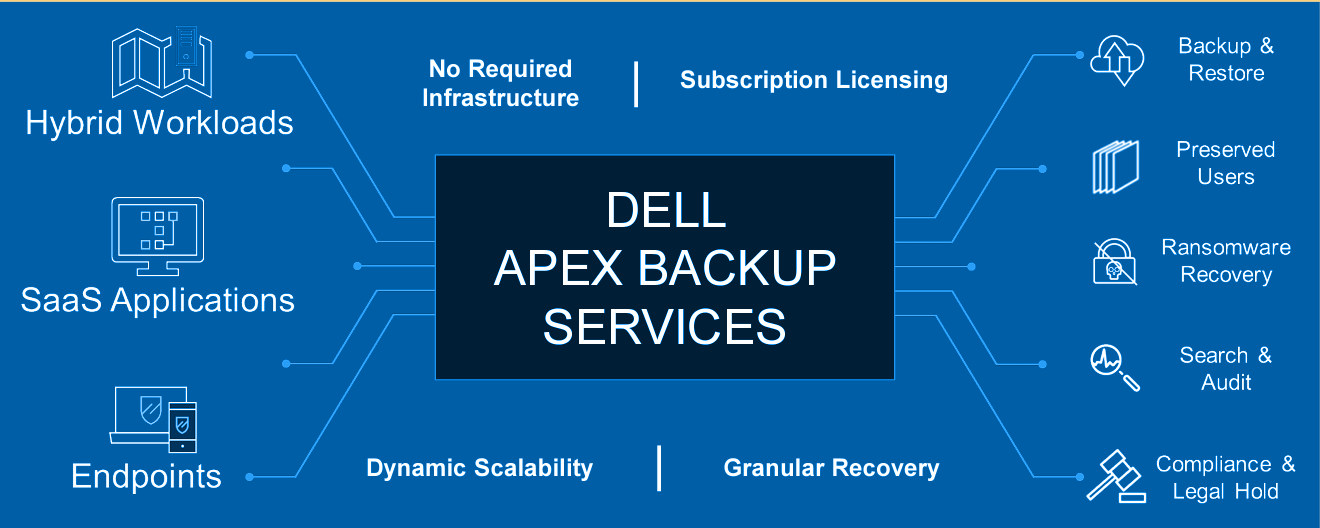 Hybrid Workloads
SaaS Applications
Endpoints
No Required
Infrastructure
Subscription Licensing
DELL
APEX BACKUP
SERVICES
Dynamic Scalability
Granular Recovery
Backup &
Restore
Preserved
Users
Ransomware
Recovery
Search &
Audit
Compliance &
Legal Hold